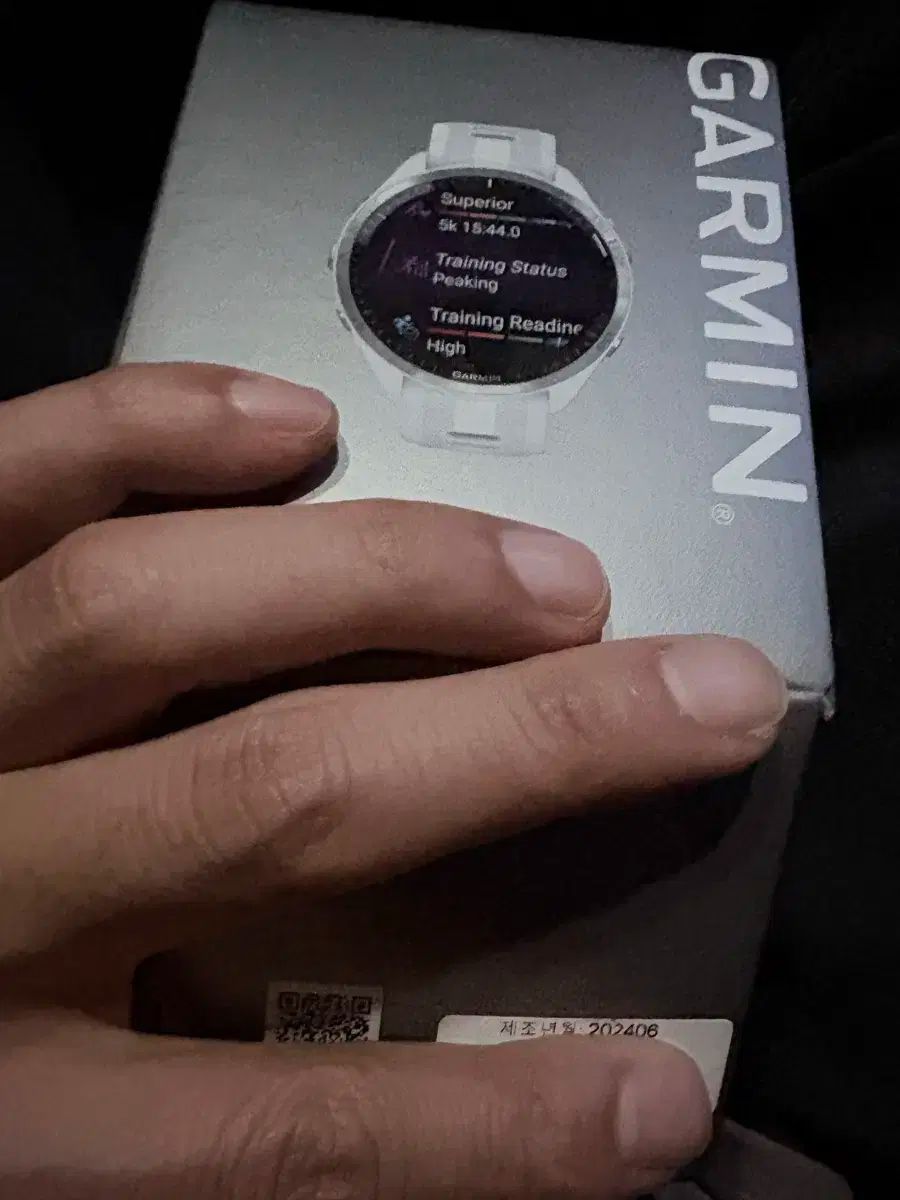 GARMIN®
Superior
5k 15:44.0
Training Status
Peaking
Training Readine
High
GARMIN
제조년월: 202406